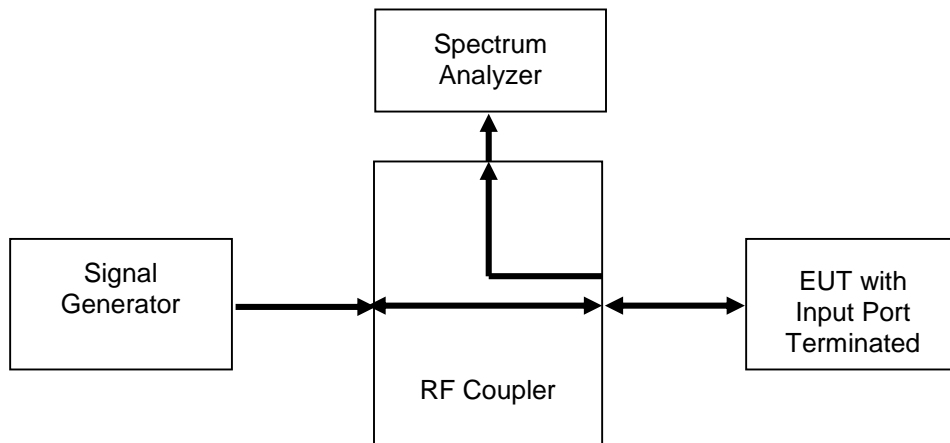 Spectrum
Analyzer
Signal
Generator
EUT with
Input Port
Terminated
RF Coupler